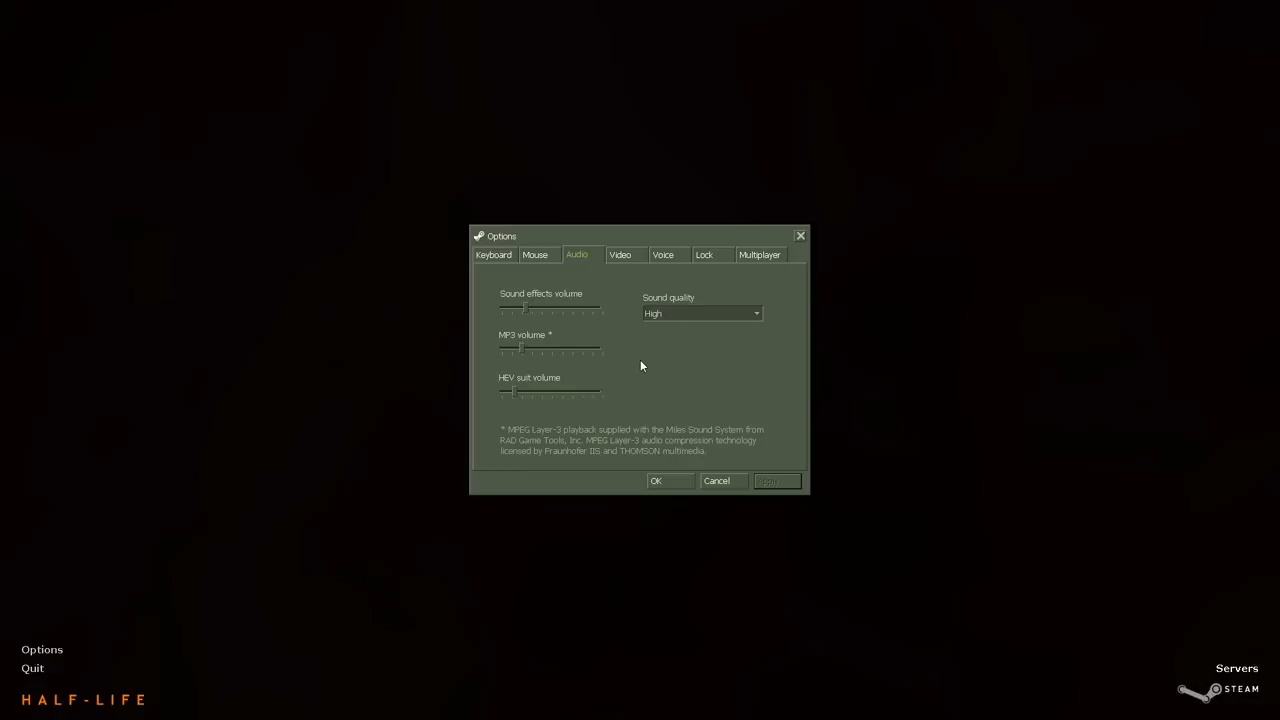 Options
Keyboard Mouse Audio Video Voice Lock Multiplayer
Sound effects volume
Sound quality
High
MP3 volume *
HEV suit volume
* MPEG Layer-3 playback supplied with the Miles Sound System from
RAD Game Tools, Inc. MPEG Layer-3 audio compression technology
licensed by Fraunhofer IIS and THOMSON multimedia.
OK Cancel Apply
Options
Quit
Servers
HALF-LIFE
STEAM